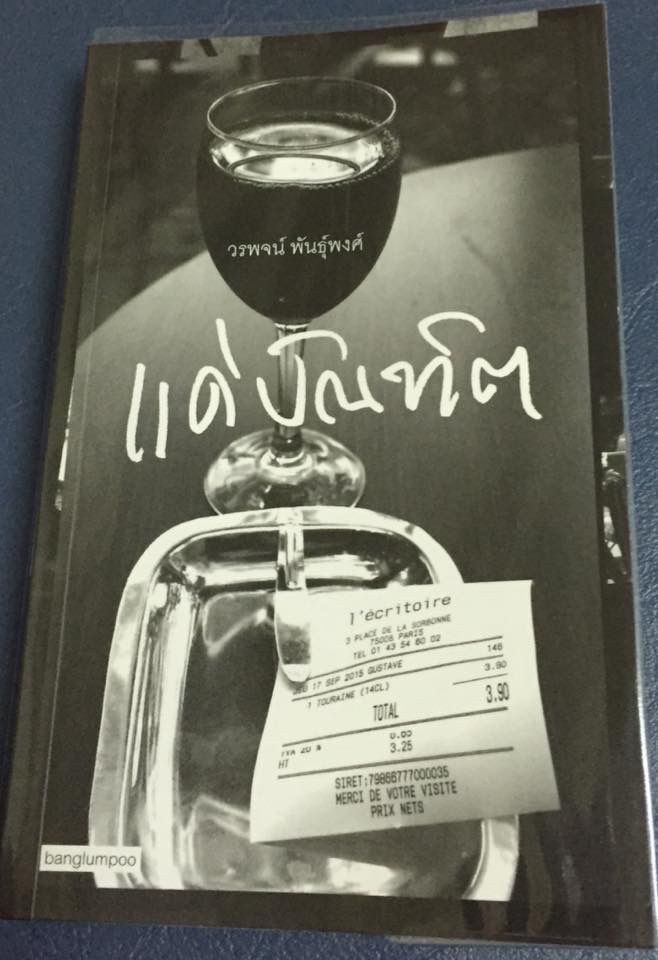 วรพจน์ พันธุ์พงศ์
แด่บัณฑิต
l'écritoire
3 PLACE DE LA SORBONNE
75005 PARIS
TEL 01 43 54 60 02
146
17 SEP 2015 GUSTAVE
3.90
1 TOURAINE (14CL)
TOTAL 3.90
TVA 20 % 0.65
HT 3.25
SIRET:79866777000035
MERCI DE VOTRE VISITE
PRIX NETS
banglumpoo